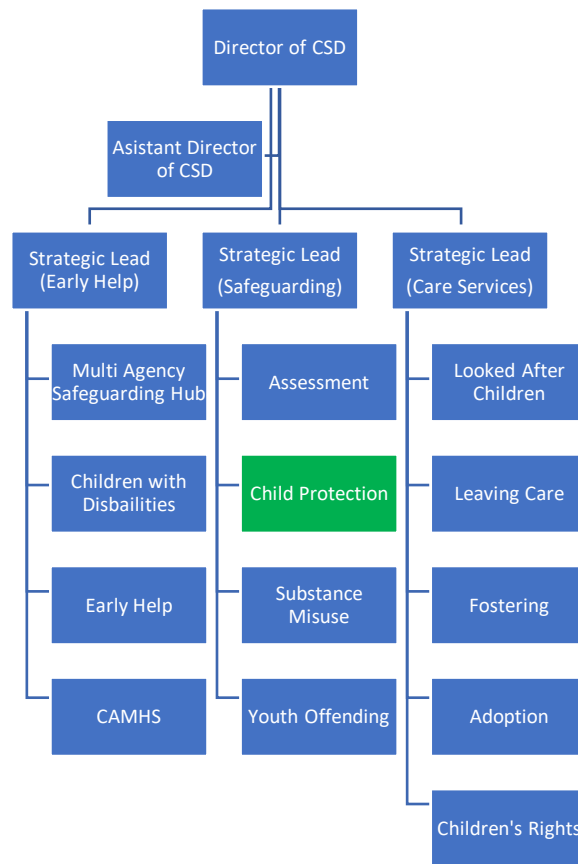 Director of CSD
Asistant Director
of CSD
Strategic Lead
(Early Help)
Strategic Lead
(Safeguarding)
Strategic Lead
(Care Services)
Multi Agency
Safeguarding Hub
Children with
Disbailities
Early Help
CAMHS
Assessment
Child Protection
Substance
Misuse
Youth Offending
Looked After
Children
Leaving Care
Fostering
Adoption
Children's Rights